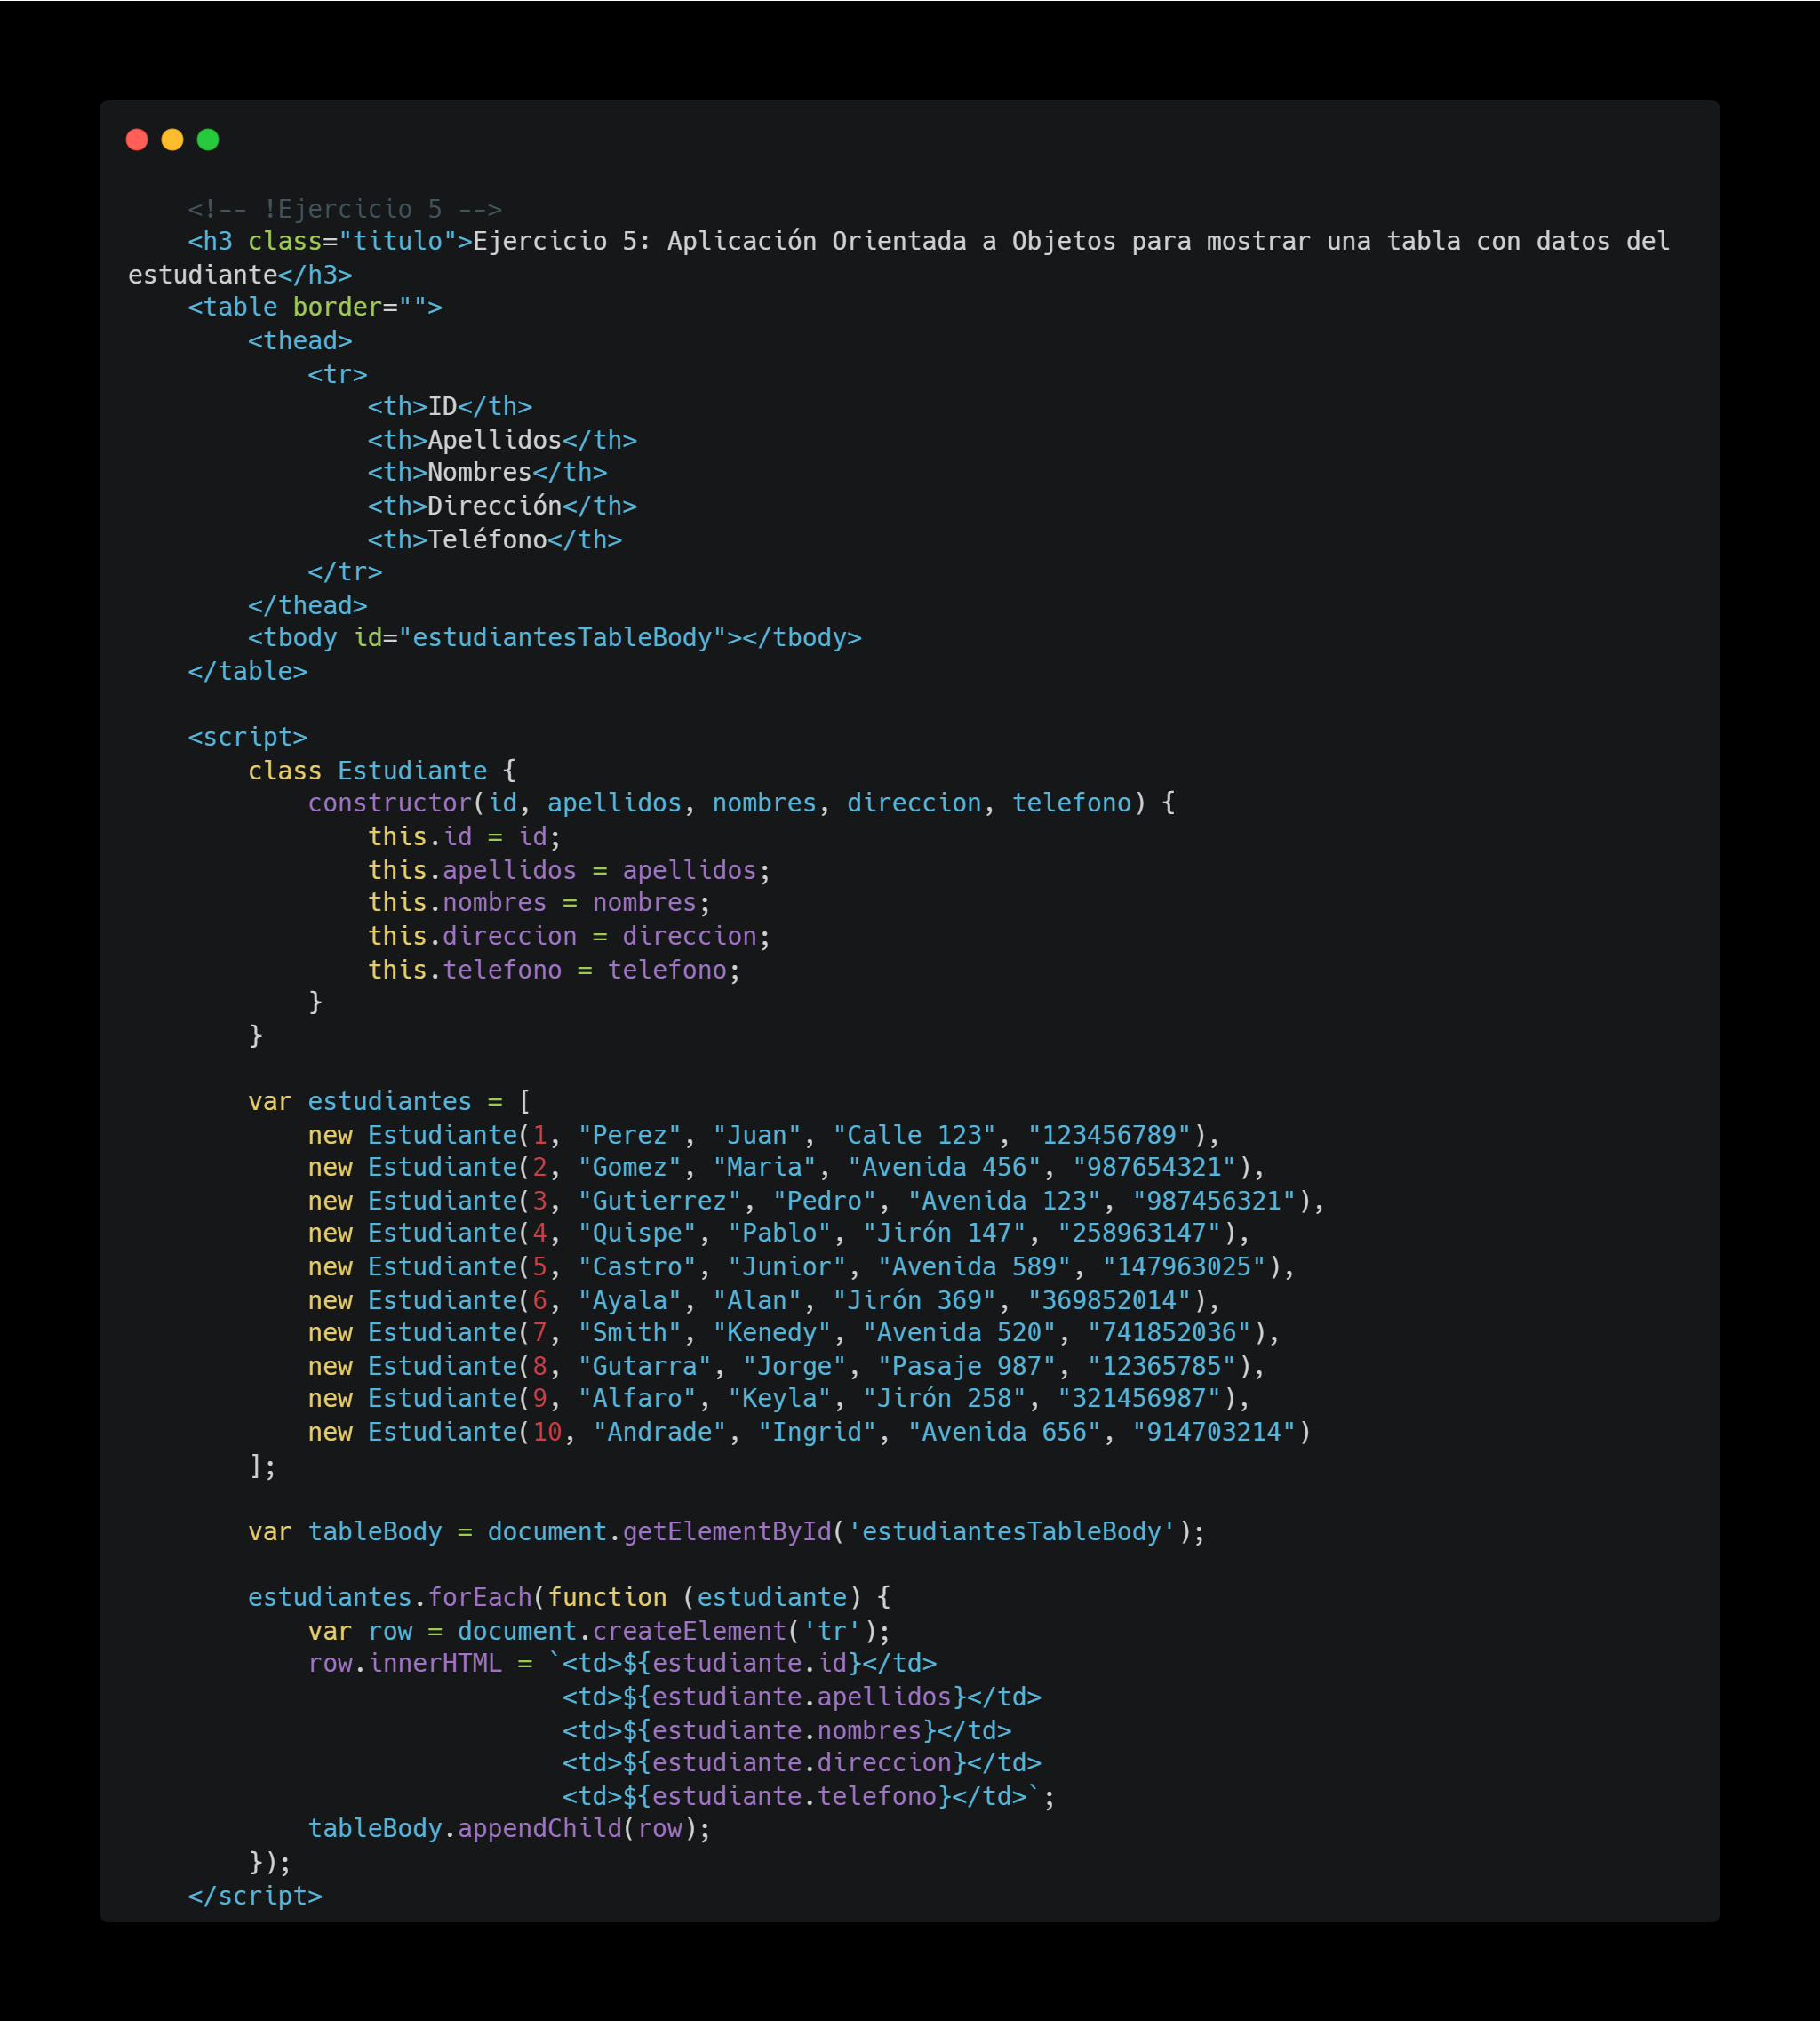 <!-- !Ejercicio 5 -->
<h3 class="titulo">Ejercicio 5: Aplicación Orientada a Objetos para mostrar una tabla con datos del
estudiante</h3>
<table border="">
<thead>
<tr>
<th>ID</th>
<th>Apellidos</th>
<th>Nombres</th>
<th>Dirección</th>
<th>Teléfono</th>
</tr>
</thead>
<tbody id="estudiantesTableBody"></tbody>
</table>
<script>
class Estudiante {
constructor(id, apellidos, nombres, direccion, telefono) {
this.id = id;
this.apellidos = apellidos;
this.nombres = nombres;
this.direccion = direccion;
this.telefono = telefono;
}
}
var estudiantes = [
new Estudiante(1, "Perez", "Juan", "Calle 123", "123456789"),
new Estudiante(2, "Gomez", "Maria", "Avenida 456", "987654321"),
new Estudiante(3, "Gutierrez", "Pedro", "Avenida 123", "987456321"),
new Estudiante(4, "Quispe", "Pablo", "Jirón 147", "258963147"),
new Estudiante(5, "Castro", "Junior", "Avenida 589", "147963025"),
new Estudiante(6, "Ayala", "Alan", "Jirón 369", "369852014"),
new Estudiante(7, "Smith", "Kenedy", "Avenida 520", "741852036"),
new Estudiante(8, "Gutarra", "Jorge", "Pasaje 987", "12365785"),
new Estudiante(9, "Alfaro", "Keyla", "Jirón 258", "321456987"),
new Estudiante(10, "Andrade", "Ingrid", "Avenida 656", "914703214")
];
var tableBody = document.getElementById('estudiantesTableBody');
estudiantes.forEach(function (estudiante) {
var row = document.createElement('tr');
row.innerHTML = `<td>${estudiante.id}</td>
<td>${estudiante.apellidos}</td>
<td>${estudiante.nombres}</td>
<td>${estudiante.direccion}</td>
<td>${estudiante.telefono}</td>`;
tableBody.appendChild(row);
});
</script>